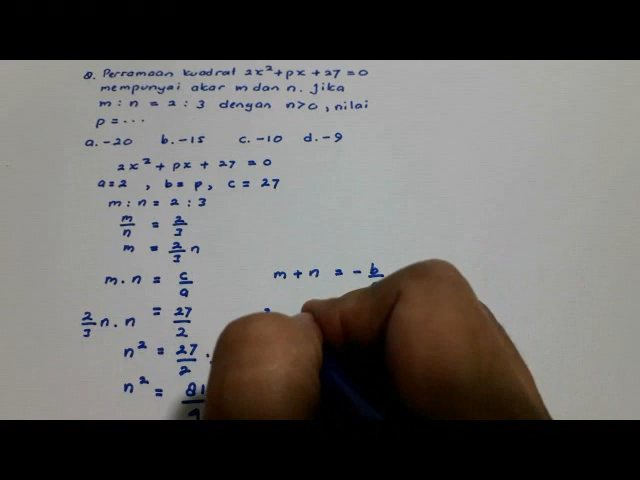 8. Persamaan kuadrat 2x² + px + 27 = 0
mempunyai akar m dan n. Jika
m : n = 2 : 3 dengan n > 0, nilai
p = ...
a. -20 b. -15 c. -10 d. -9
2x² + px + 27 = 0
a = 2 , b = p , c = 27
m : n = 2 : 3
m/n = 2/3
m = 2/3 n
m . n = c/a
m + n = - b/
2/3 n . n = 27/2
n² = 27/2 .
n² = 81/